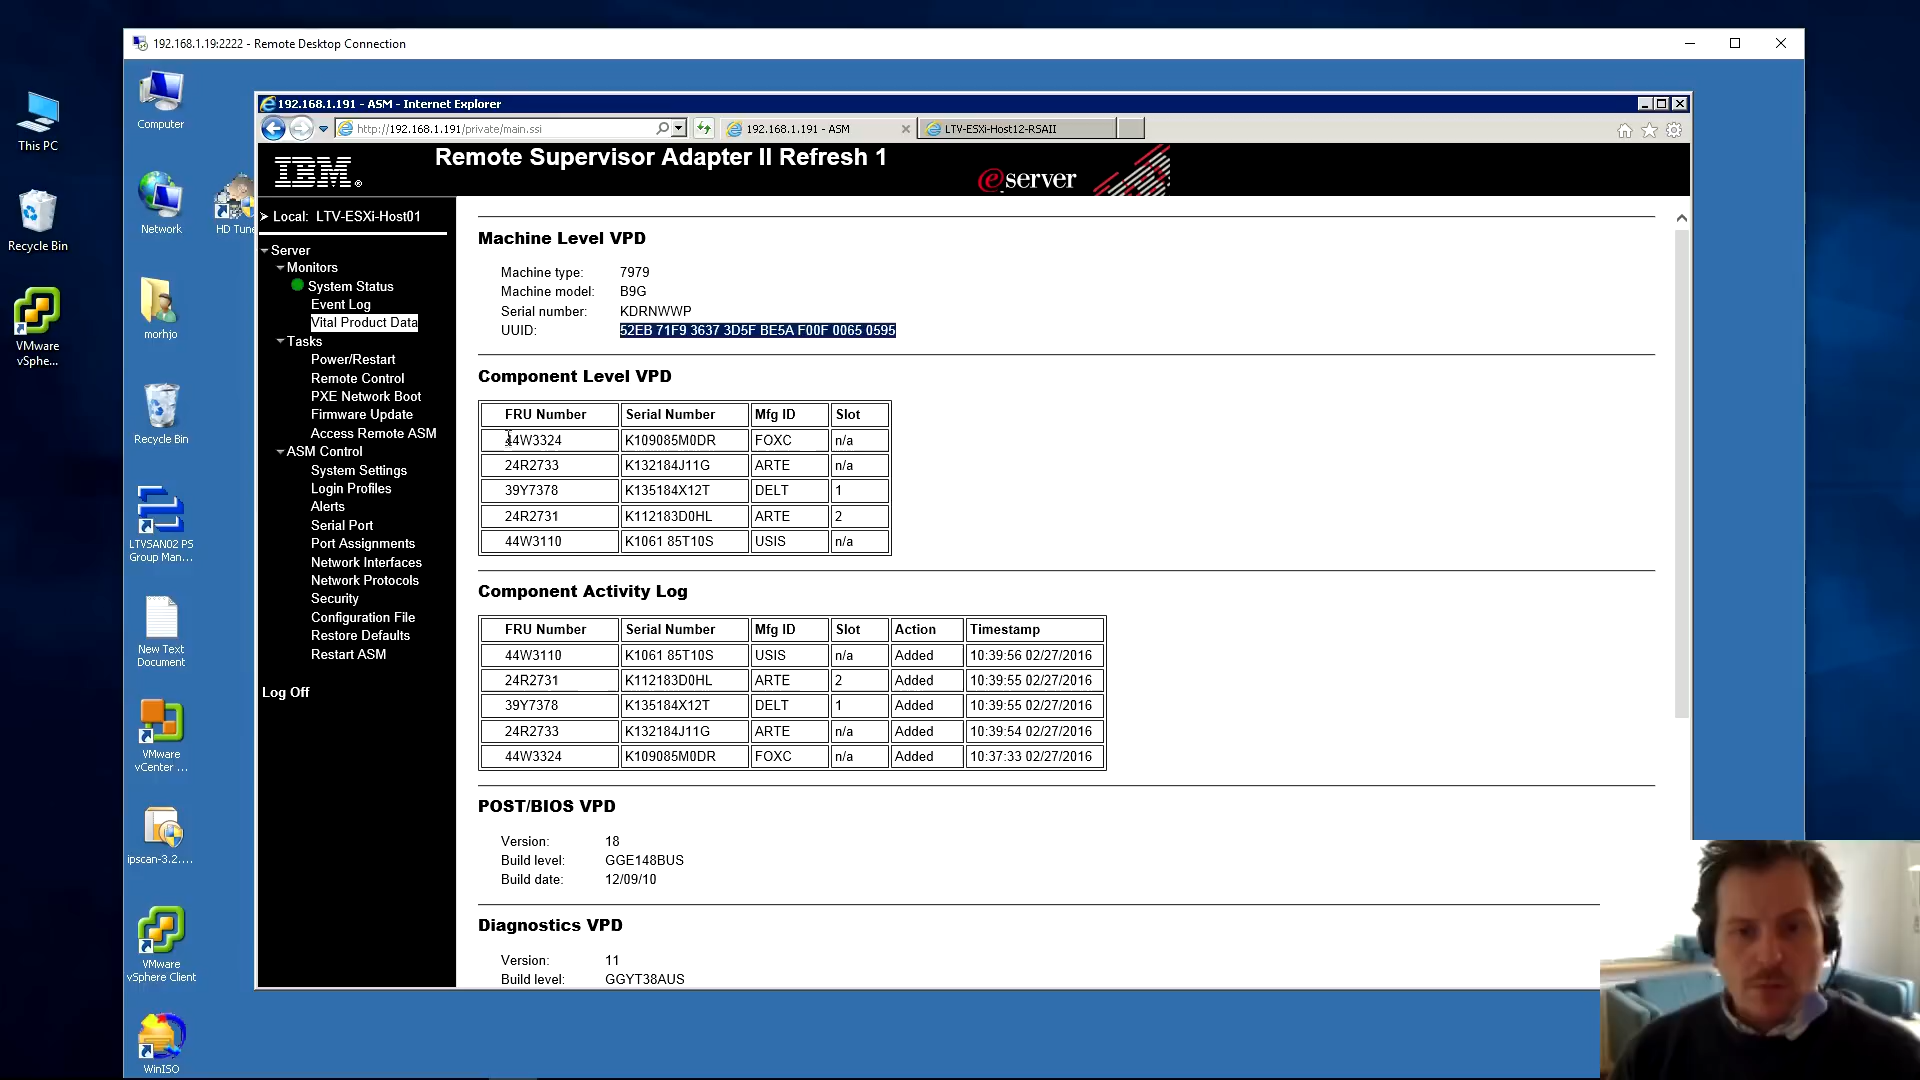 192.168.1.19:2222 - Remote Desktop Connection
This PC
Recycle Bin
VMware
vSphe...
Computer
Network
HD Tune
morhjo
Recycle Bin
LTVSAN02 PS
Group Man...
New Text
Document
VMware
vCenter ...
ipscan-3.2....
VMware
vSphere Client
WinISO
192.168.1.191 - ASM - Internet Explorer
http://192.168.1.191/private/main.ssi
192.168.1.191 - ASM
LTV-ESXi-Host12-RSAII
IBM®
Remote Supervisor Adapter II Refresh 1
eserver
Local: LTV-ESXi-Host01
Server
Monitors
System Status
Event Log
Vital Product Data
Tasks
Power/Restart
Remote Control
PXE Network Boot
Firmware Update
Access Remote ASM
ASM Control
System Settings
Login Profiles
Alerts
Serial Port
Port Assignments
Network Interfaces
Network Protocols
Security
Configuration File
Restore Defaults
Restart ASM
Log Off
Machine Level VPD
Machine type: 7979
Machine model: B9G
Serial number: KDRNWWP
UUID: 52EB 71F9 3637 3D5F BE5A F00F 0065 0595
Component Level VPD
FRU Number Serial Number Mfg ID Slot
44W3324 K109085M0DR FOXC n/a
24R2733 K132184J11G ARTE n/a
39Y7378 K135184X12T DELT 1
24R2731 K112183D0HL ARTE 2
44W3110 K1061 85T10S USIS n/a
Component Activity Log
FRU Number Serial Number Mfg ID Slot Action Timestamp
44W3110 K1061 85T10S USIS n/a Added 10:39:56 02/27/2016
24R2731 K112183D0HL ARTE 2 Added 10:39:55 02/27/2016
39Y7378 K135184X12T DELT 1 Added 10:39:55 02/27/2016
24R2733 K132184J11G ARTE n/a Added 10:39:54 02/27/2016
44W3324 K109085M0DR FOXC n/a Added 10:37:33 02/27/2016
POST/BIOS VPD
Version: 18
Build level: GGE148BUS
Build date: 12/09/10
Diagnostics VPD
Version: 11
Build level: GGYT38AUS